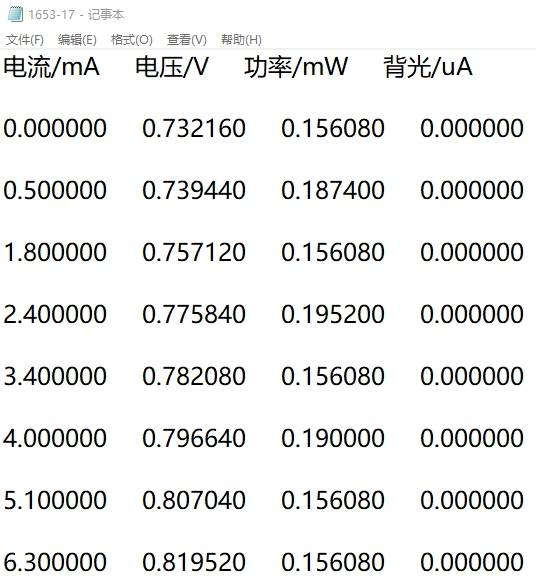 1653-17 - 记事本
文件(F) 编辑(E) 格式(O) 查看(V) 帮助(H)
电流/mA 电压/V 功率/mW 背光/uA
0.000000 0.732160 0.156080 0.000000
0.500000 0.739440 0.187400 0.000000
1.800000 0.757120 0.156080 0.000000
2.400000 0.775840 0.195200 0.000000
3.400000 0.782080 0.156080 0.000000
4.000000 0.796640 0.190000 0.000000
5.100000 0.807040 0.156080 0.000000
6.300000 0.819520 0.156080 0.000000